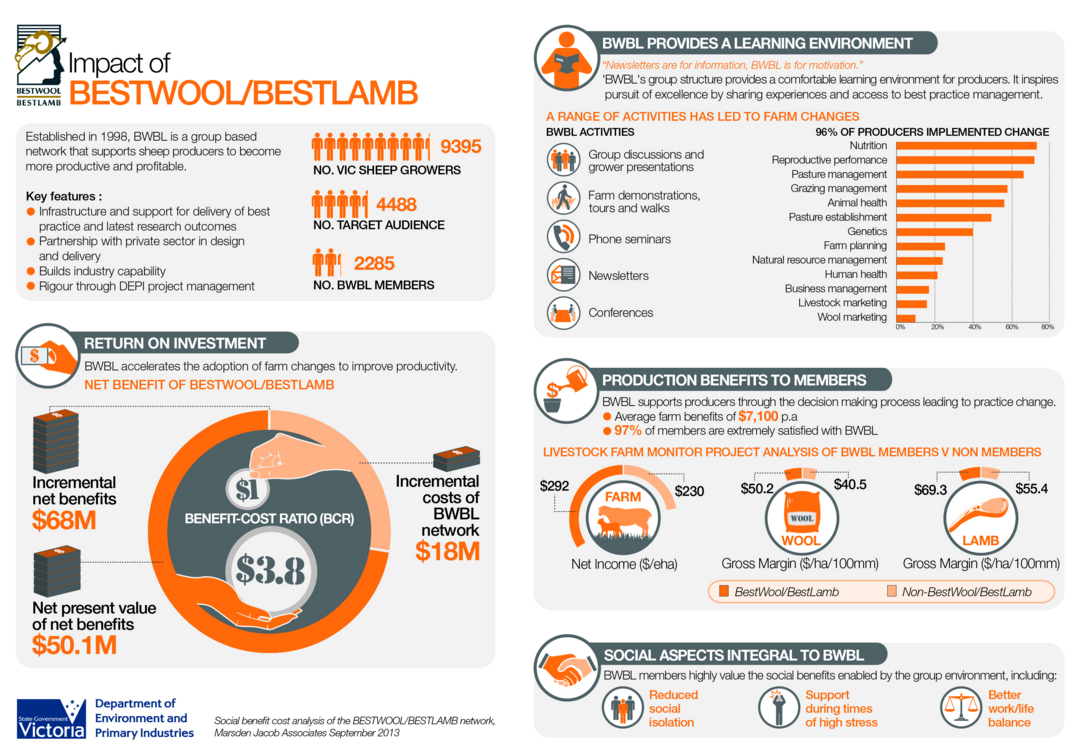 BESTWOOL
BESTLAMB
Impact of
BESTWOOL/BESTLAMB
Established in 1998, BWBL is a group based
network that supports sheep producers to become
more productive and profitable.
Key features :
Infrastructure and support for delivery of best
practice and latest research outcomes
Partnership with private sector in design
and delivery
Builds industry capability
Rigour through DEPI project management
9395
NO. VIC SHEEP GROWERS
4488
NO. TARGET AUDIENCE
2285
NO. BWBL MEMBERS
$
RETURN ON INVESTMENT
BWBL accelerates the adoption of farm changes to improve productivity.
NET BENEFIT OF BESTWOOL/BESTLAMB
Incremental
net benefits
$68M
Net present value
of net benefits
$50.1M
$1
BENEFIT-COST RATIO (BCR)
$3.8
Incremental
costs of
BWBL
network
$18M
State Government
Victoria
Department of
Environment and
Primary Industries
Social benefit cost analysis of the BESTWOOL/BESTLAMB network,
Marsden Jacob Associates September 2013
BWBL PROVIDES A LEARNING ENVIRONMENT
“Newsletters are for information, BWBL is for motivation.”
'BWBL's group structure provides a comfortable learning environment for producers. It inspires
pursuit of excellence by sharing experiences and access to best practice management.
A RANGE OF ACTIVITIES HAS LED TO FARM CHANGES
BWBL ACTIVITIES
Group discussions and
grower presentations
Farm demonstrations,
tours and walks
Phone seminars
Newsletters
Conferences
96% OF PRODUCERS IMPLEMENTED CHANGE
Nutrition
Reproductive perfomance
Pasture management
Grazing management
Animal health
Pasture establishment
Genetics
Farm planning
Natural resource management
Human health
Business management
Livestock marketing
Wool marketing
0% 20% 40% 60% 80%
$
PRODUCTION BENEFITS TO MEMBERS
BWBL supports producers through the decision making process leading to practice change.
Average farm benefits of $7,100 p.a
97% of members are extremely satisfied with BWBL
LIVESTOCK FARM MONITOR PROJECT ANALYSIS OF BWBL MEMBERS V NON MEMBERS
$292
FARM
$230
Net Income ($/eha)
$50.2
$40.5
WOOL
WOOL
Gross Margin ($/ha/100mm)
$69.3
$55.4
LAMB
Gross Margin ($/ha/100mm)
BestWool/BestLamb
Non-BestWool/BestLamb
SOCIAL ASPECTS INTEGRAL TO BWBL
BWBL members highly value the social benefits enabled by the group environment, including:
Reduced
social
isolation
Support
during times
of high stress
Better
work/life
balance